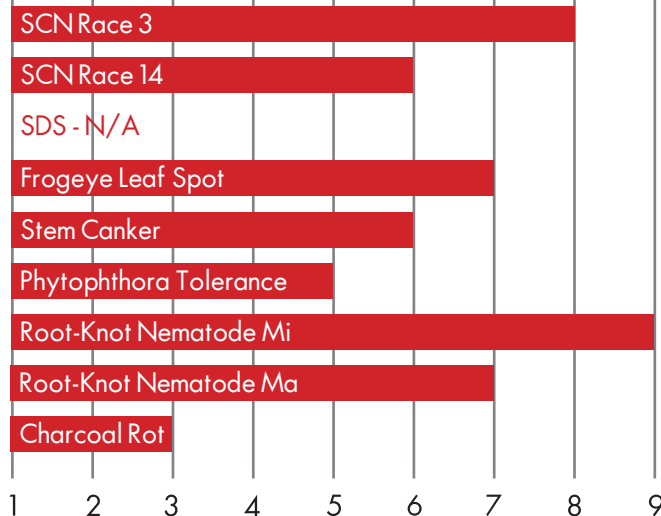 SCN Race 3
SCN Race 14
SDS - N/A
Frogeye Leaf Spot
Stem Canker
Phytophthora Tolerance
Root-Knot Nematode Mi
Root-Knot Nematode Ma
Charcoal Rot
1 2 3 4 5 6 7 8 9